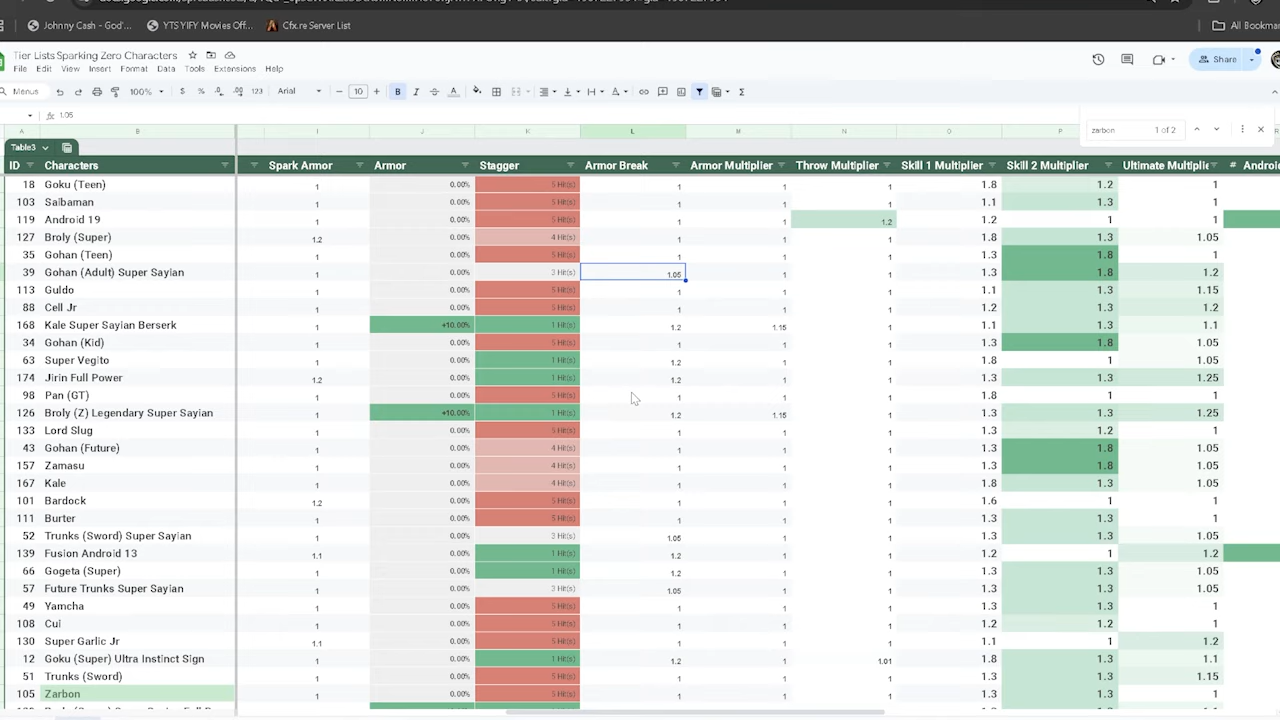 Johnny Cash - God'... YTS YIFY Movies Off... Cfx.re Server List All Bookmar
Tier Lists Sparking Zero Characters
File Edit View Insert Format Data Tools Extensions Help
Share
Menus 100% $ % .0 .00 123 Arial - 10 + B I
fx 1.05
zarbon 1 of 2
A B I J K L M N O P
Table3
ID Characters Spark Armor Armor Stagger Armor Break Armor Multiplier Throw Multiplier Skill 1 Multiplier Skill 2 Multiplier Ultimate Multiplie # Android
18 Goku (Teen) 1 0.00% 5 Hit(s) 1 1 1 1.8 1.2 1
103 Saibaman 1 0.00% 5 Hit(s) 1 1 1 1.1 1.3 1
119 Android 19 1 0.00% 5 Hit(s) 1 1 1.2 1.2 1 1
127 Broly (Super) 1.2 0.00% 4 Hit(s) 1 1 1 1.8 1.3 1.05
35 Gohan (Teen) 1 0.00% 5 Hit(s) 1 1 1 1.3 1.8 1
39 Gohan (Adult) Super Sayian 1 0.00% 3 Hit(s) 1.05 1 1 1.3 1.8 1.2
113 Guldo 1 0.00% 5 Hit(s) 1 1 1 1.1 1.3 1.15
88 Cell Jr 1 0.00% 5 Hit(s) 1 1 1 1.2 1.3 1.2
168 Kale Super Sayian Berserk 1 +10.00% 1 Hit(s) 1.2 1.15 1 1.1 1.3 1.1
34 Gohan (Kid) 1 0.00% 5 Hit(s) 1 1 1 1.3 1.8 1.05
63 Super Vegito 1 0.00% 1 Hit(s) 1.2 1 1 1.8 1 1.05
174 Jirin Full Power 1.2 0.00% 1 Hit(s) 1.2 1 1 1.3 1.3 1.25
98 Pan (GT) 1 0.00% 5 Hit(s) 1 1 1 1.8 1 1
126 Broly (Z) Legendary Super Sayian 1 +10.00% 1 Hit(s) 1.2 1.15 1 1.3 1.3 1.25
133 Lord Slug 1 0.00% 5 Hit(s) 1 1 1 1.3 1.2 1
43 Gohan (Future) 1 0.00% 4 Hit(s) 1 1 1 1.3 1.8 1.05
157 Zamasu 1 0.00% 4 Hit(s) 1 1 1 1.3 1.8 1.05
167 Kale 1 0.00% 4 Hit(s) 1 1 1 1.8 1.3 1.05
101 Bardock 1.2 0.00% 5 Hit(s) 1 1 1 1.6 1 1
111 Burter 1 0.00% 5 Hit(s) 1 1 1 1.3 1.3 1
52 Trunks (Sword) Super Sayian 1 0.00% 3 Hit(s) 1.05 1 1 1.3 1.3 1.05
139 Fusion Android 13 1.1 0.00% 1 Hit(s) 1.2 1 1 1.2 1 1.2
66 Gogeta (Super) 1 0.00% 1 Hit(s) 1.2 1 1 1.3 1.3 1.05
57 Future Trunks Super Sayian 1 0.00% 3 Hit(s) 1.05 1 1 1.3 1.3 1.05
49 Yamcha 1 0.00% 5 Hit(s) 1 1 1 1.3 1.3 1
108 Cui 1 0.00% 5 Hit(s) 1 1 1 1.2 1.2 1
130 Super Garlic Jr 1.1 0.00% 5 Hit(s) 1 1 1 1.1 1 1.2
12 Goku (Super) Ultra Instinct Sign 1 0.00% 1 Hit(s) 1.2 1 1.01 1.8 1.3 1.1
51 Trunks (Sword) 1 0.00% 5 Hit(s) 1 1 1 1.3 1.3 1.15
105 Zarbon 1 0.00% 5 Hit(s) 1 1 1 1.3 1.3 1